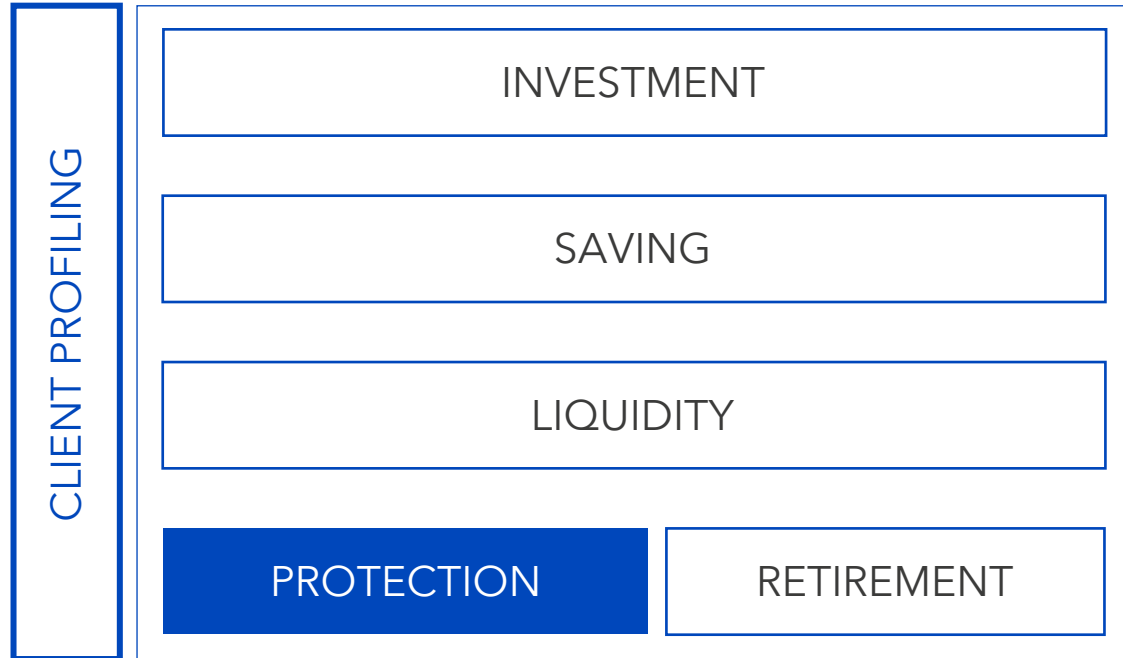 CLIENT PROFILING
INVESTMENT
SAVING
LIQUIDITY
PROTECTION
RETIREMENT